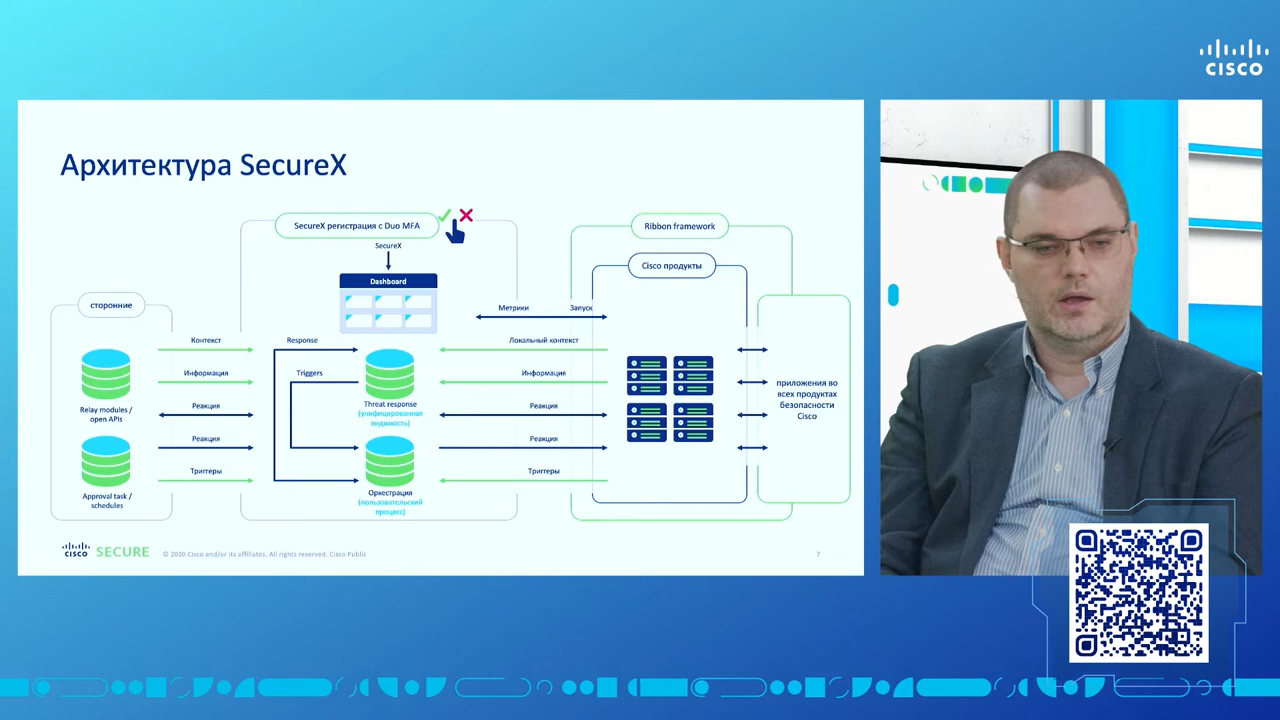 CISCO
Архитектура SecureX
SecureX регистрация с Duo MFA
SecureX
Dashboard
Ribbon framework
Cisco продукты
сторонние
Метрики
Запуск
Контекст
Response
Локальный контекст
Информация
Triggers
Информация
Relay modules /
open APIs
Реакция
Threat response
(унифицированная
видимость)
Реакция
приложения во
всех продуктах
безопасности
Cisco
Реакция
Реакция
Триггеры
Триггеры
Approval task /
schedules
Оркестрация
(пользовательский
процесс)
CISCO SECURE
© 2020 Cisco and/or its affiliates. All rights reserved. Cisco Public
7